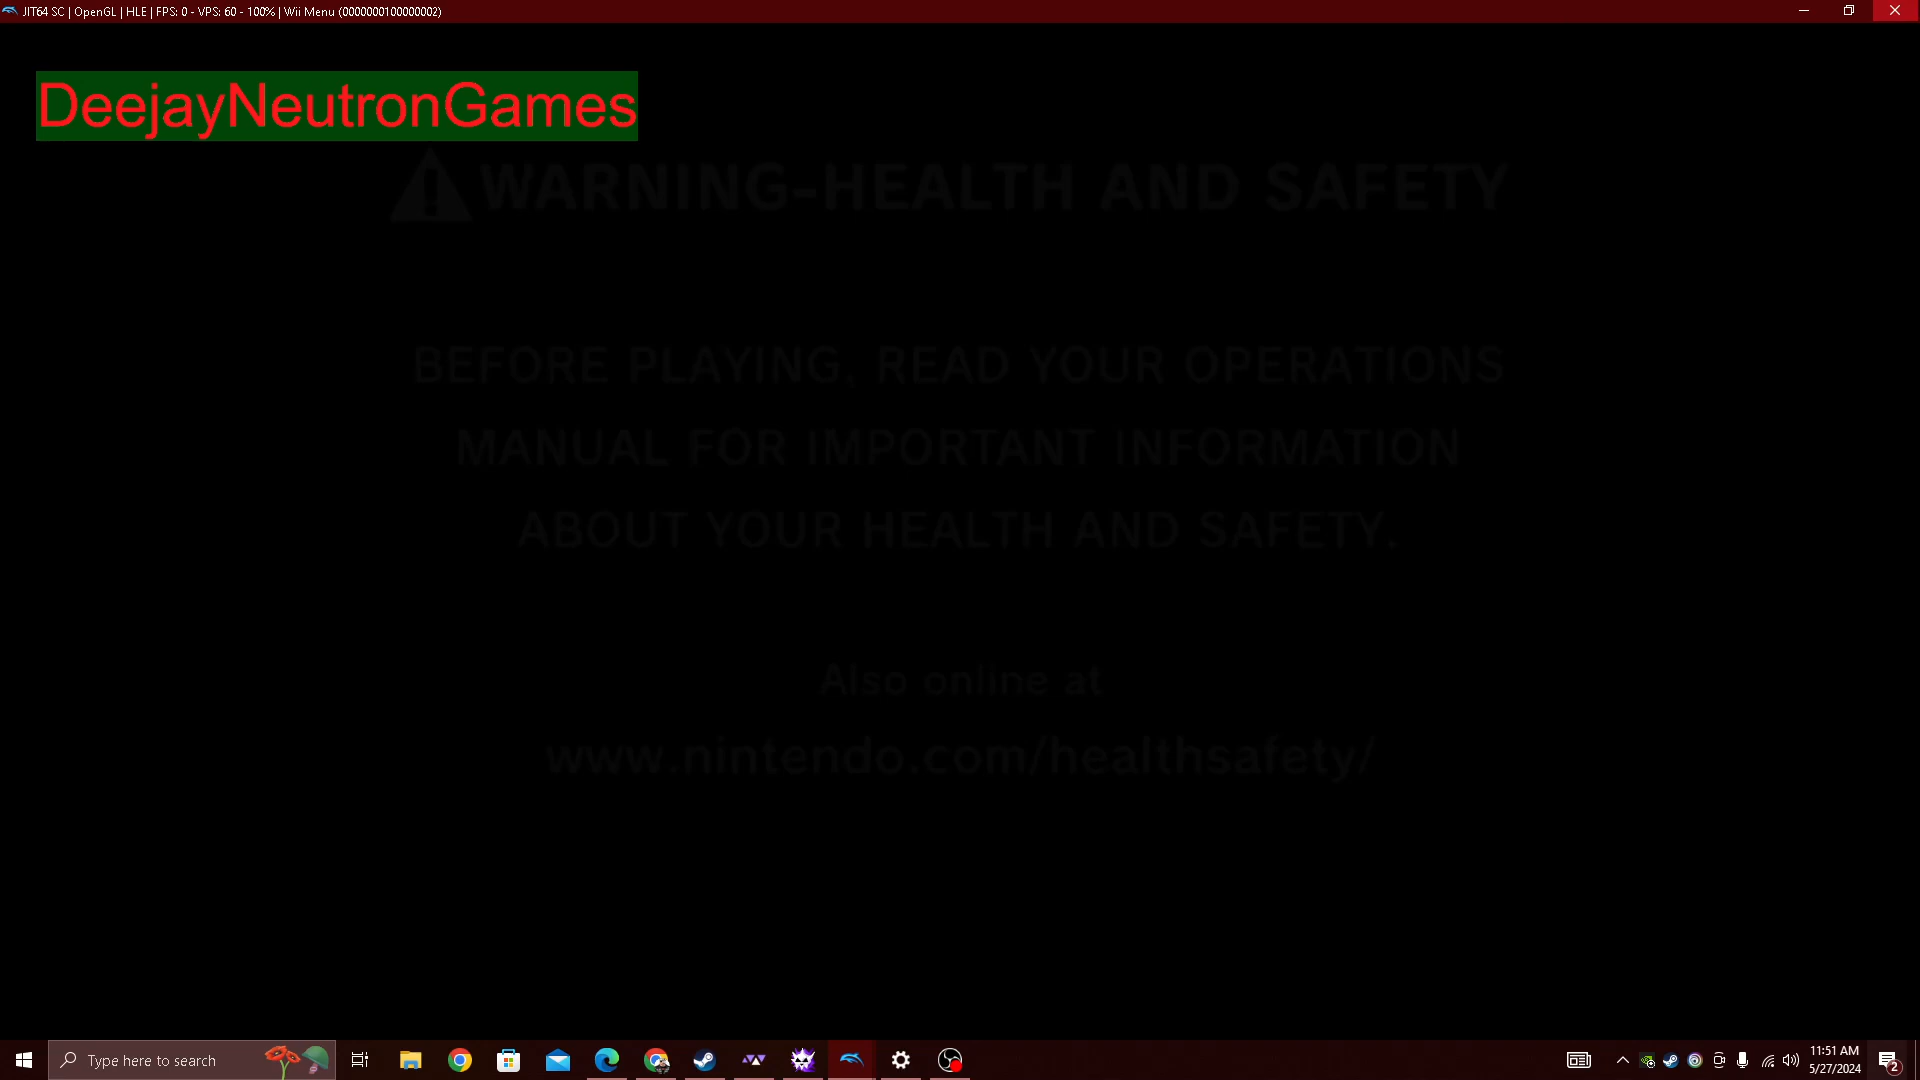 JIT64 SC | OpenGL | HLE | FPS: 0 - VPS: 60 - 100% | Wii Menu (0000000100000002)
DeejayNeutronGames
WARNING-HEALTH AND SAFETY
BEFORE PLAYING, READ YOUR OPERATIONS
MANUAL FOR IMPORTANT INFORMATION
ABOUT YOUR HEALTH AND SAFETY.
Also online at
www.nintendo.com/healthsafety/
Type here to search
11:51 AM
5/27/2024
2